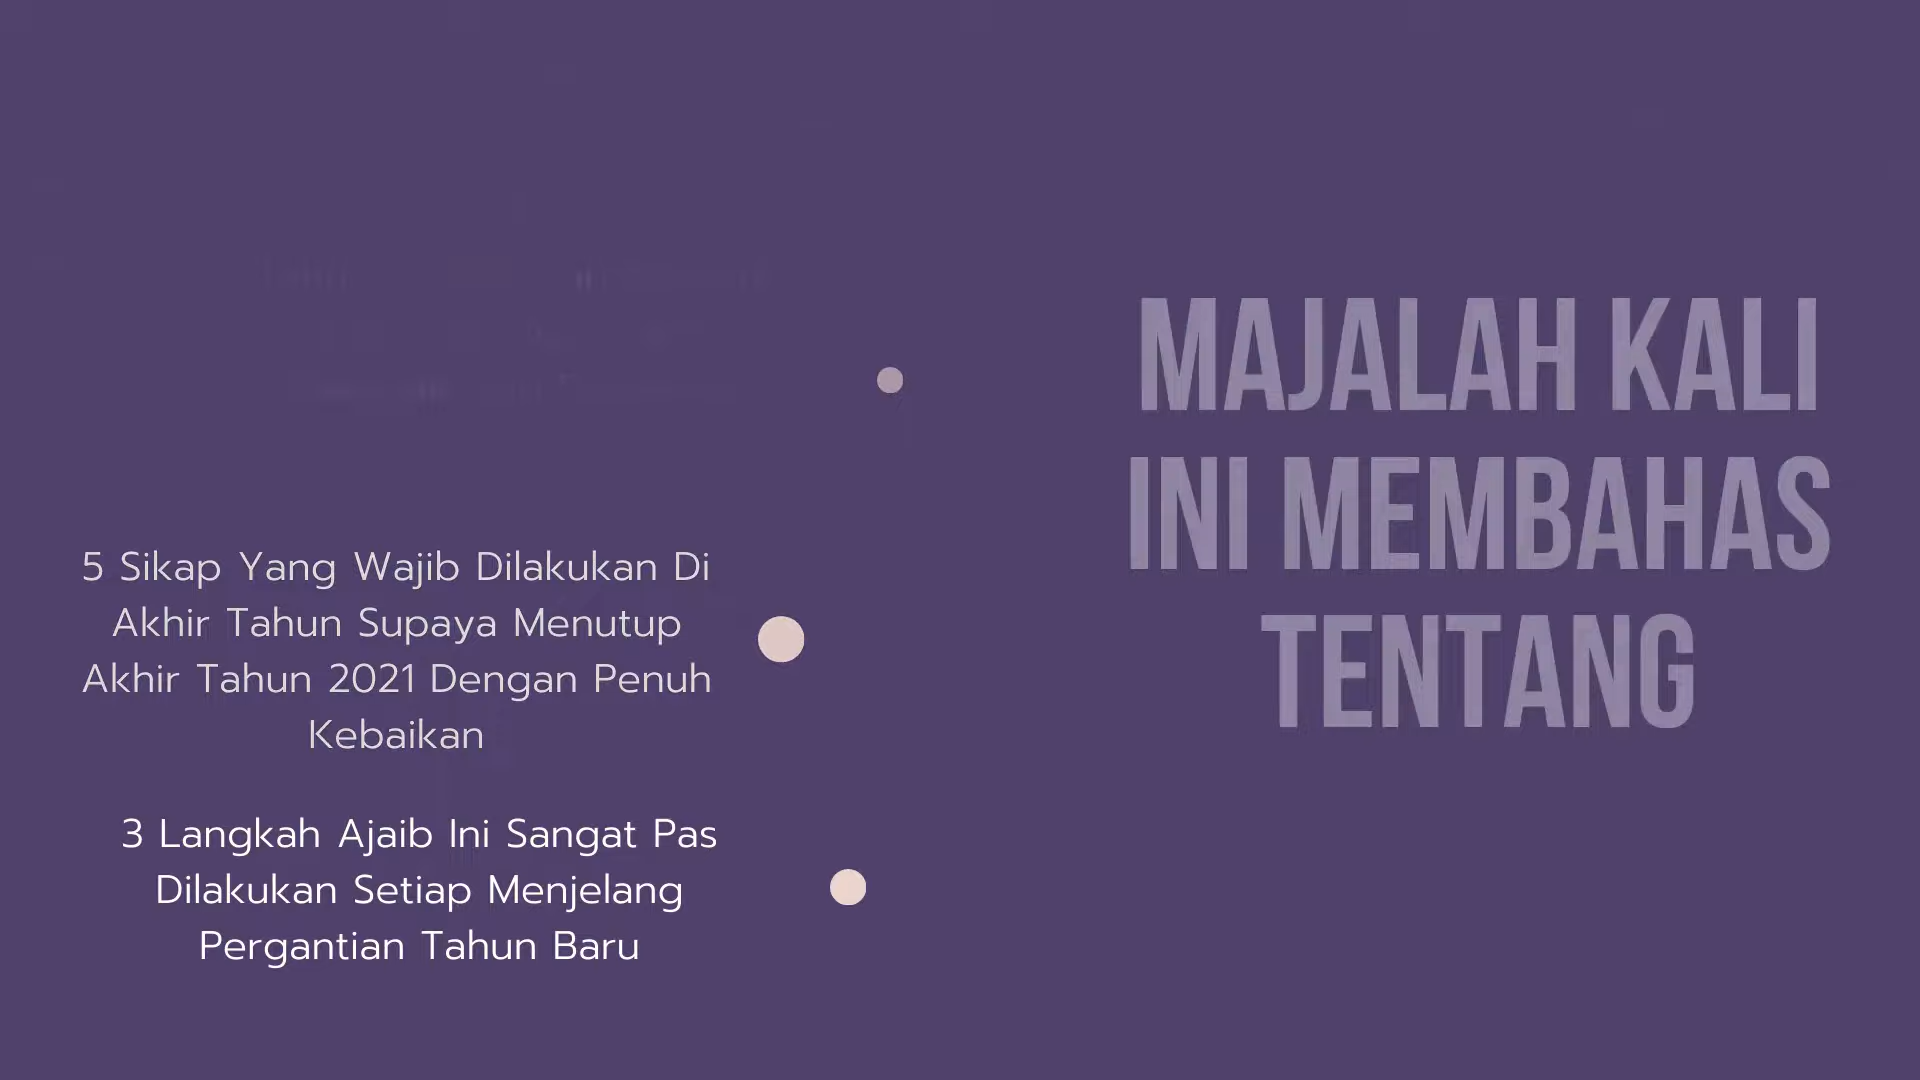 MAJALAH KALI
INI MEMBAHAS
TENTANG
5 Sikap Yang Wajib Dilakukan Di
Akhir Tahun Supaya Menutup
Akhir Tahun 2021 Dengan Penuh
Kebaikan
3 Langkah Ajaib Ini Sangat Pas
Dilakukan Setiap Menjelang
Pergantian Tahun Baru